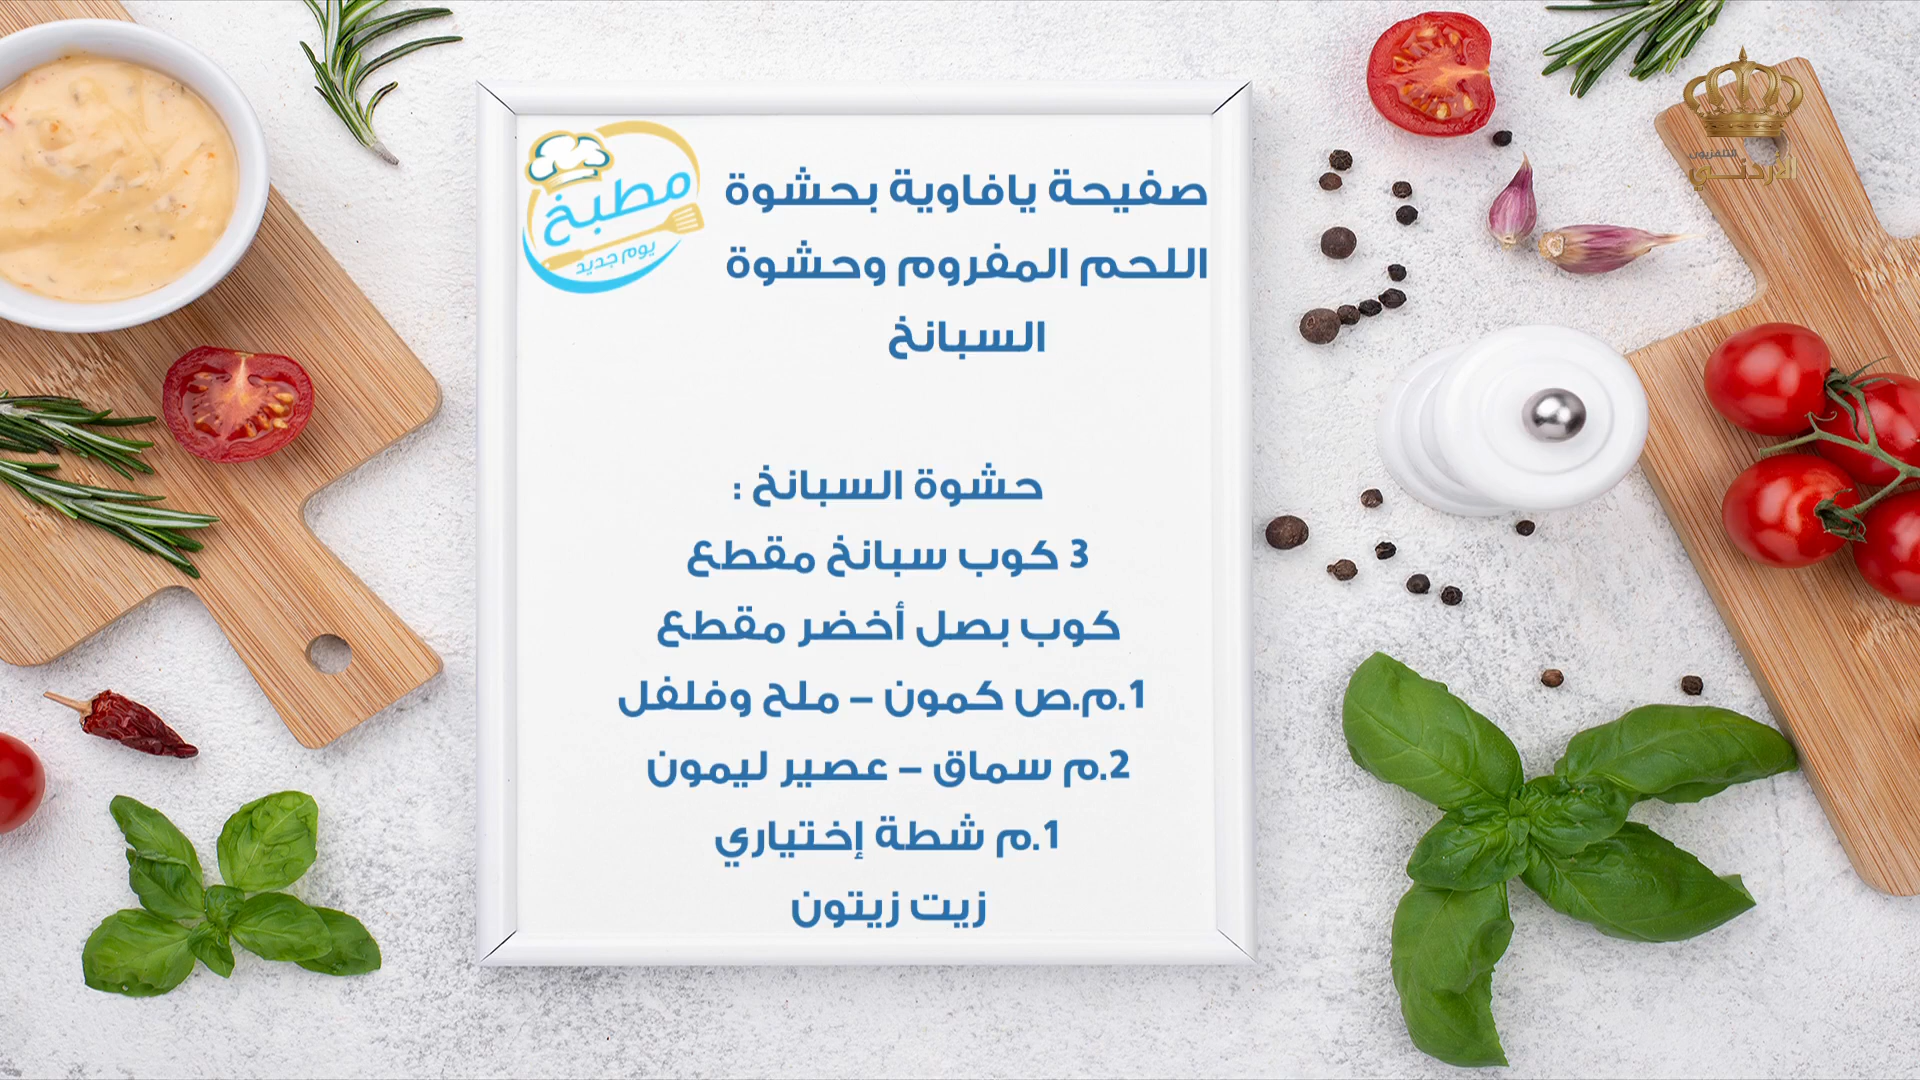 مطبخ
يوم جديد
صفيحة يافاوية بحشوة
اللحم المفروم وحشوة
السبانخ
حشوة السبانخ :
3 كوب سبانخ مقطع
كوب بصل أخضر مقطع
1.م.ص كمون – ملح وفلفل
2.م سماق – عصير ليمون
1.م شطة إختياري
زيت زيتون
التلفزيون
الأردني